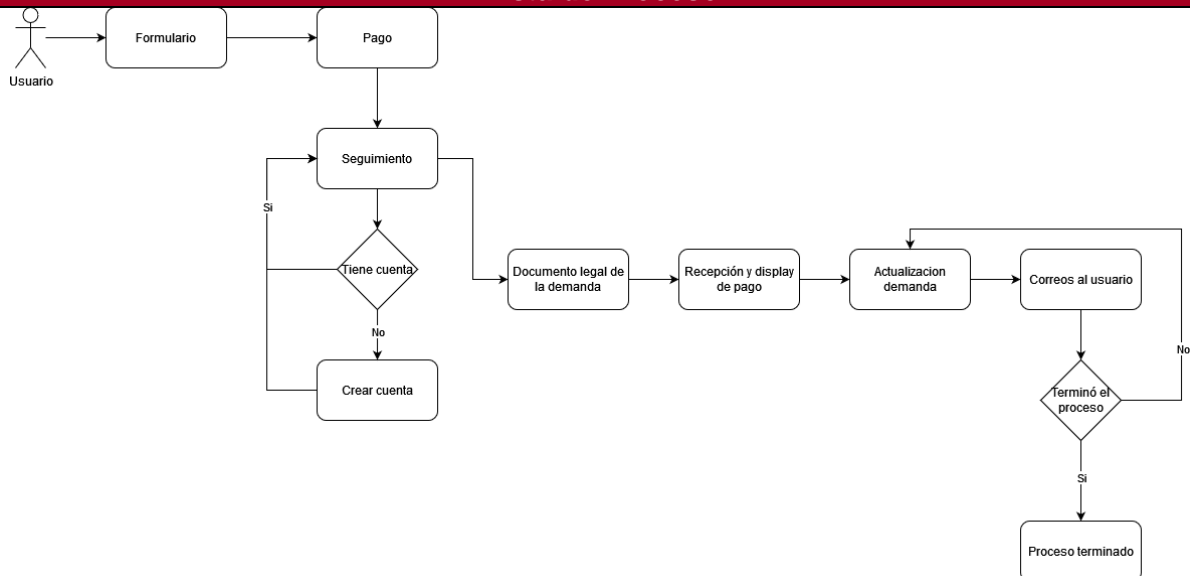 Usuario
Formulario
Pago
Seguimiento
Si
Tiene cuenta
No
Crear cuenta
Documento legal de
la demanda
Recepción y display
de pago
Actualizacion
demanda
Correos al usuario
No
Terminó el
proceso
Si
Proceso terminado